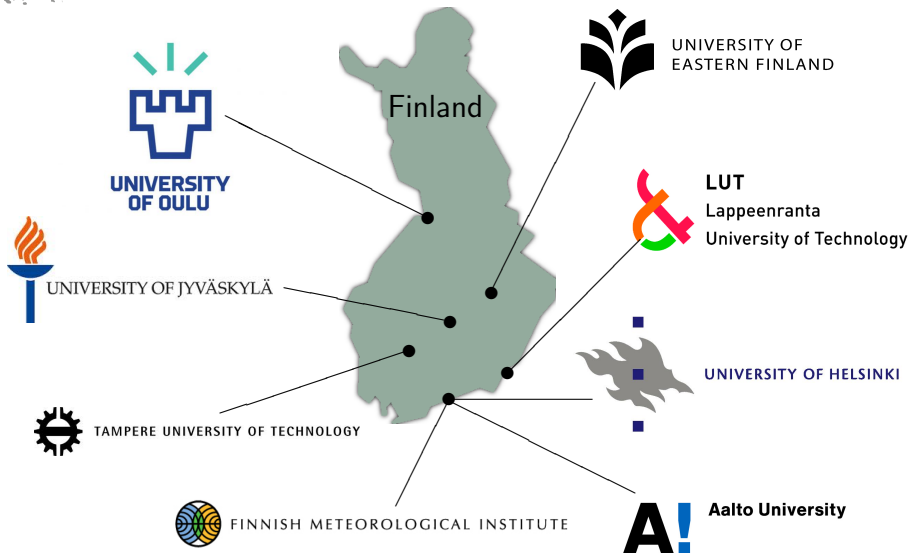 UNIVERSITY OF
EASTERN FINLAND
Finland
UNIVERSITY
OF OULU
LUT
Lappeenranta
University of Technology
UNIVERSITY OF JYVÄSKYLÄ
UNIVERSITY OF HELSINKI
TAMPERE UNIVERSITY OF TECHNOLOGY
FINNISH METEOROLOGICAL INSTITUTE
A!
Aalto University